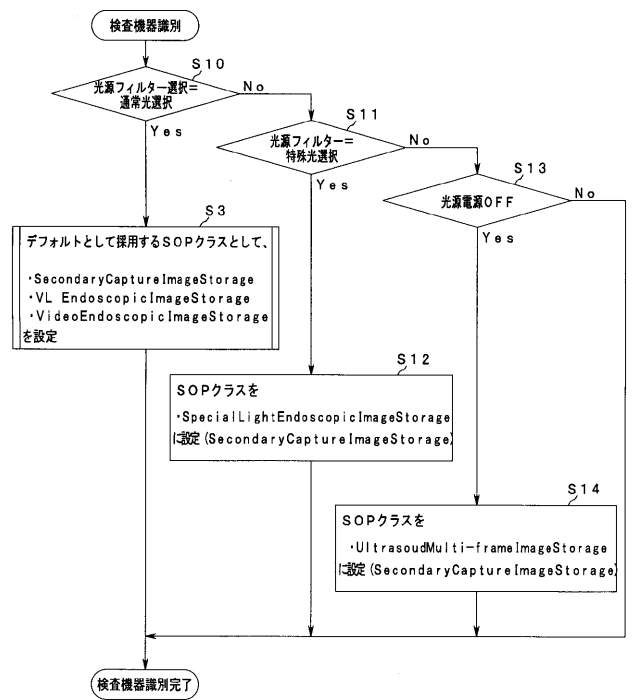 検査機器識別
S10
光源フィルター選択=
通常光選択
No
Yes
S11
光源フィルター=
特殊光選択
No
Yes
S13
光源電源OFF
No
Yes
S3
デフォルトとして採用するSOPクラスとして、
・SecondaryCaptureImageStorage
・VL EndoscopicImageStorage
・VideoEndoscopicImageStorage
を設定
S12
SOPクラスを
・SpecialLightEndoscopicImageStorage
に設定(SecondaryCaptureImageStorage)
S14
SOPクラスを
・UltrasoudMulti-frameImageStorage
に設定(SecondaryCaptureImageStorage)
検査機器識別完了